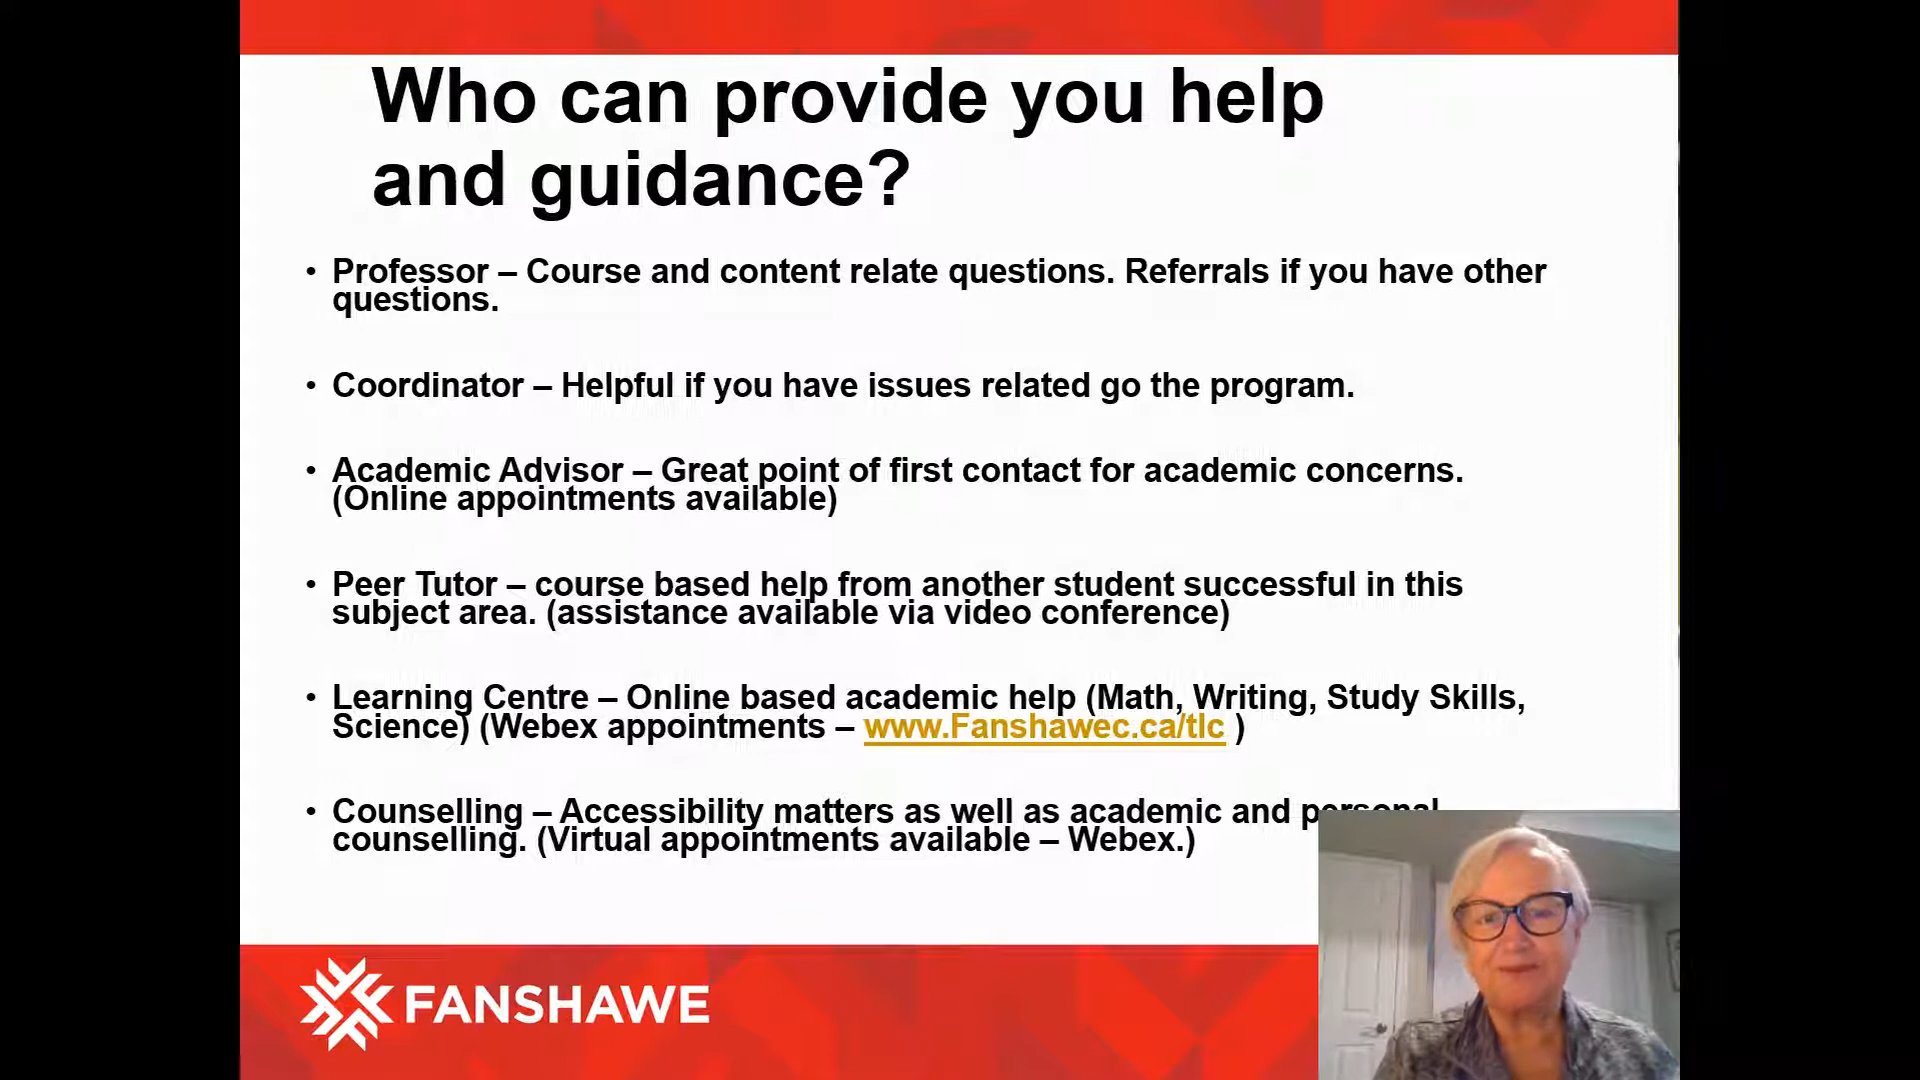 Who can provide you help
and guidance?
• Professor – Course and content relate questions. Referrals if you have other
questions.
• Coordinator – Helpful if you have issues related go the program.
• Academic Advisor – Great point of first contact for academic concerns.
(Online appointments available)
• Peer Tutor – course based help from another student successful in this
subject area. (assistance available via video conference)
• Learning Centre – Online based academic help (Math, Writing, Study Skills,
Science) (Webex appointments – www.Fanshawec.ca/tlc )
• Counselling – Accessibility matters as well as academic and personal
counselling. (Virtual appointments available – Webex.)
FANSHAWE